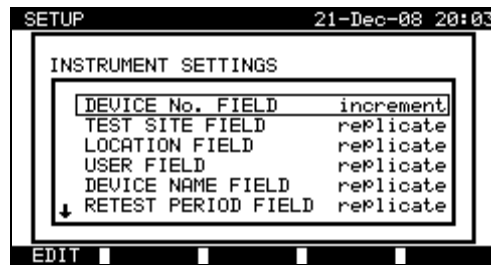 SETUP 21-Dec-08 20:03
INSTRUMENT SETTINGS
DEVICE No. FIELD increment
TEST SITE FIELD replicate
LOCATION FIELD replicate
USER FIELD replicate
DEVICE NAME FIELD replicate
↓ RETEST PERIOD FIELD replicate
EDIT